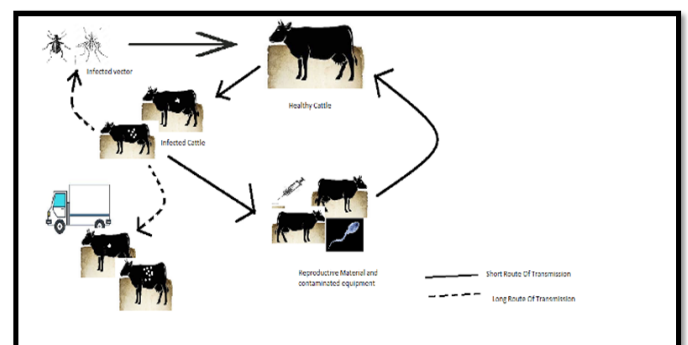 Infected vector
Healthy Cattle
Infected Cattle
Reproductive Material and
contaminated equipment
Short Route Of Transmission
Long Route Of Transmission